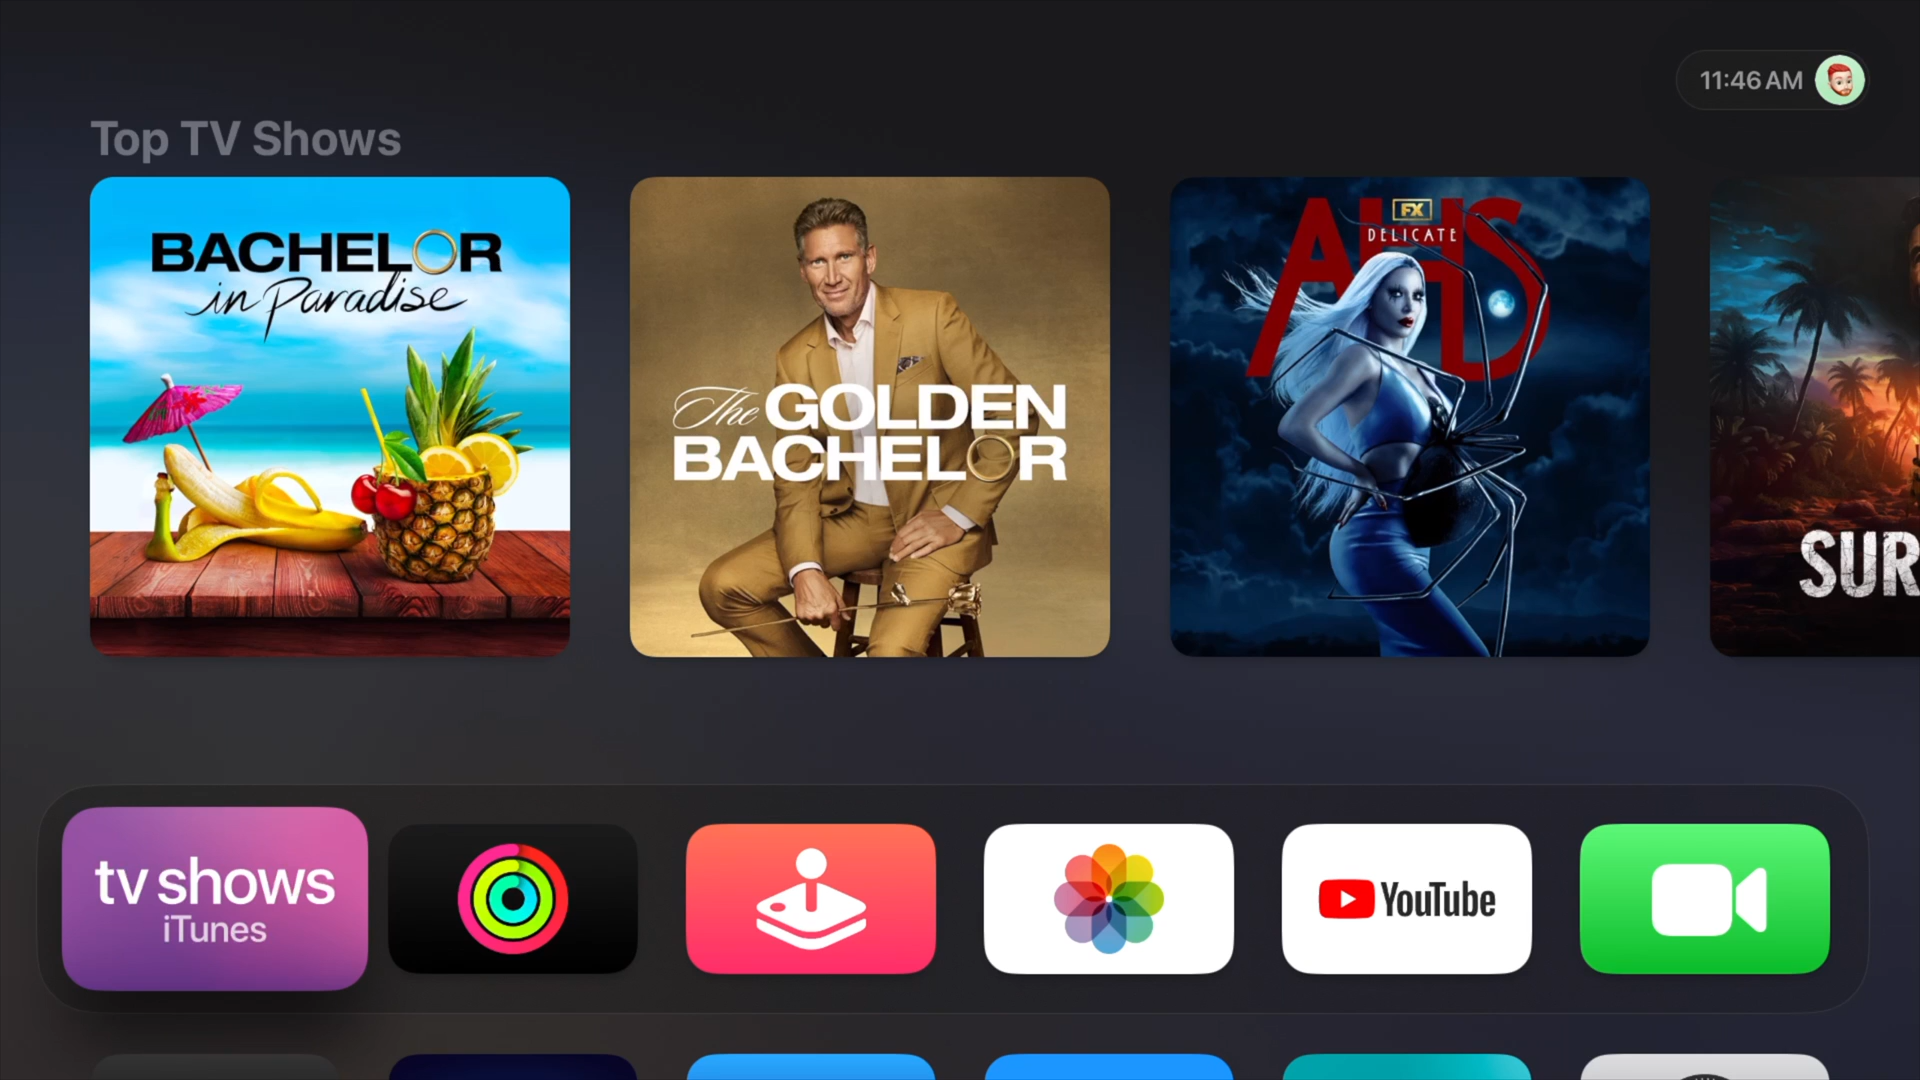 11:46 AM
Top TV Shows
BACHELOR
in Paradise
The GOLDEN
BACHELOR
AHS
FX
DELICATE
SUR
tv shows
iTunes
YouTube